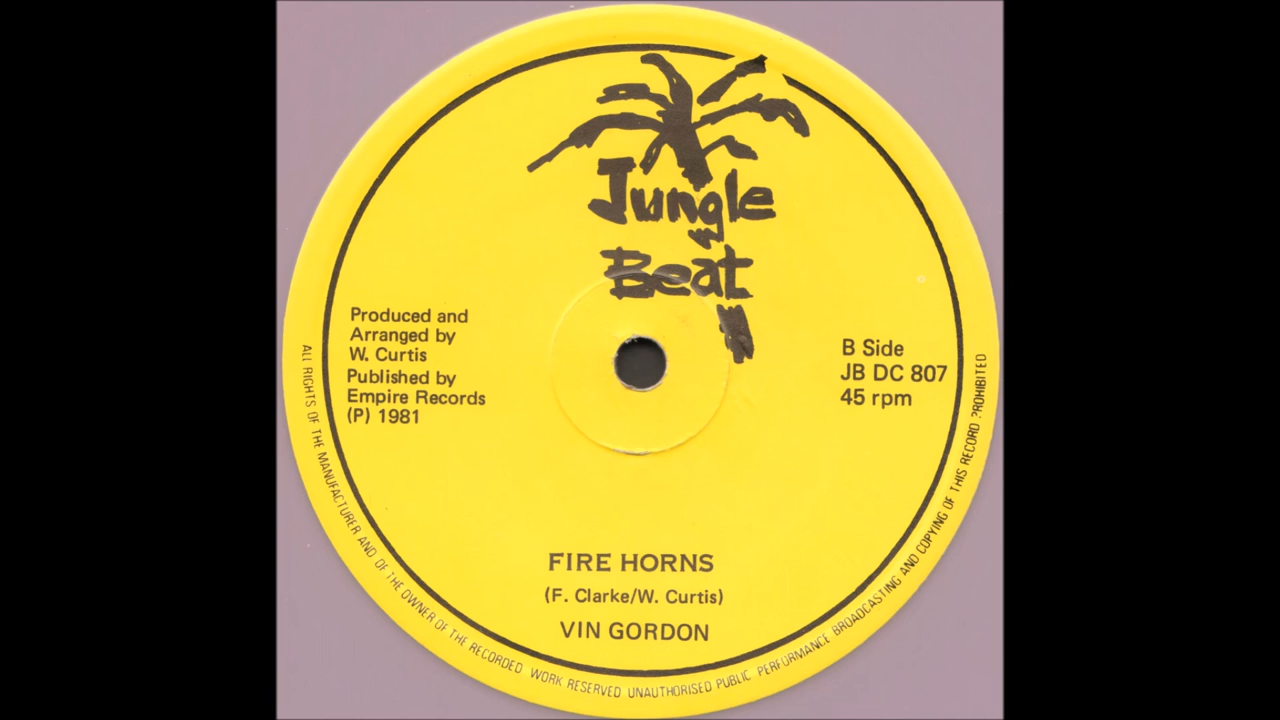 Jungle
Beat
Produced and
Arranged by
W. Curtis
Published by
Empire Records
(P) 1981
B Side
JB DC 807
45 rpm
FIRE HORNS
(F. Clarke/W. Curtis)
VIN GORDON
ALL RIGHTS OF THE MANUFACTURER AND OF THE OWNER OF THE RECORDED WORK RESERVED UNAUTHORISED PUBLIC PERFORMANCE BROADCASTING AND COPYING OF THIS RECORD PROHIBITED